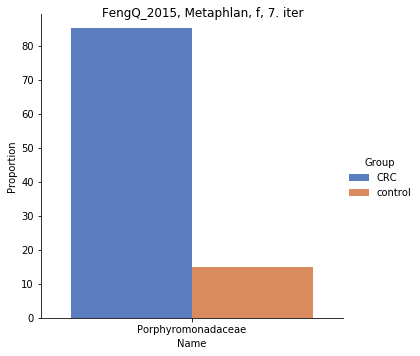 FengQ_2015, Metaphlan, f, 7. iter
80
70
60
50
40
30
20
10
0
Proportion
Porphyromonadaceae
Name
Group
CRC
control